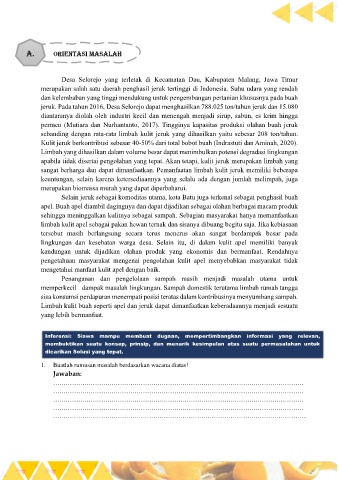 A. ORIENTASI MASALAH
Desa Selorejo yang terletak di Kecamatan Dau, Kabupaten Malang, Jawa Timur
merupakan salah satu daerah penghasil jeruk tertinggi di Indonesia. Suhu udara yang rendah
dan kelembaban yang tinggi mendukung untuk pengembangan pertanian khususnya pada buah
jeruk. Pada tahun 2016, Desa Selorejo dapat menghasilkan 788.025 ton/tahun jeruk dan 15.080
diantaranya diolah oleh industri kecil dan menengah menjadi sirup, sabun, es krim hingga
permen (Mutiara dan Nurhastanto, 2017). Tingginya kapasitas produksi olahan buah jeruk
sebanding dengan rata-rata limbah kulit jeruk yang dihasilkan yaitu sebesar 208 ton/tahun.
Kulit jeruk berkontribusi sebesar 40-50% dari total bobot buah (Indrastuti dan Aminah, 2020).
Limbah yang dihasilkan dalam volume besar dapat menimbulkan potensi degradasi lingkungan
apabila tidak disertai pengolahan yang tepat. Akan tetapi, kulit jeruk merupakan limbah yang
sangat berharga dan dapat dimanfaatkan. Pemanfaatan limbah kulit jeruk memiliki beberapa
keuntungan, selain karena ketersediaannya yang selalu ada dengan jumlah melimpah, juga
merupakan biomassa murah yang dapat diperbaharui.
Selain jeruk sebagai komoditas utama, kota Batu juga terkenal sebagai penghasil buah
apel. Buah apel diambil dagingnya dan dapat dijadikan sebagai olahan berbagai macam produk
sehingga meninggalkan kulitnya sebagai sampah. Sebagian masyarakat hanya memanfaatkan
limbah kulit apel sebagai pakan hewan ternak dan sisanya dibuang begitu saja. Jika kebiasaan
tersebut masih berlangsung secara terus menerus akan sangat berdampak besar pada
lingkungan dan kesehatan warga desa. Selain itu, di dalam kulit apel memiliki banyak
kandungan untuk dijadikan olahan produk yang ekonomis dan bermanfaat. Rendahnya
pengetahuan masyarakat mengenai pengolahan kulit apel menyebabkan masyarakat tidak
mengetahui manfaat kulit apel dengan baik.
Penanganan dan pengelolaan sampah masih menjadi masalah utama untuk
memperkecil dampak masalah lingkungan. Sampah domestik terutama limbah rumah tangga
sisa konsumsi perdapuran menempati posisi teratas dalam kontribusinya menyumbang sampah.
Limbah kulit buah seperti apel dan jeruk dapat dimanfaatkan keberadaannya menjadi sesuatu
yang lebih bermanfaat.
Inferensi: Siswa mampu membuat dugaan, mempertimbangkan informasi yang relevan,
membuktikan suatu konsep, prinsip, dan menarik kesimpulan atas suatu permasalahan untuk
dicarikan Solusi yang tepat.
1. Buatlah rumusan masalah berdasarkan wacana diatas!
Jawaban: